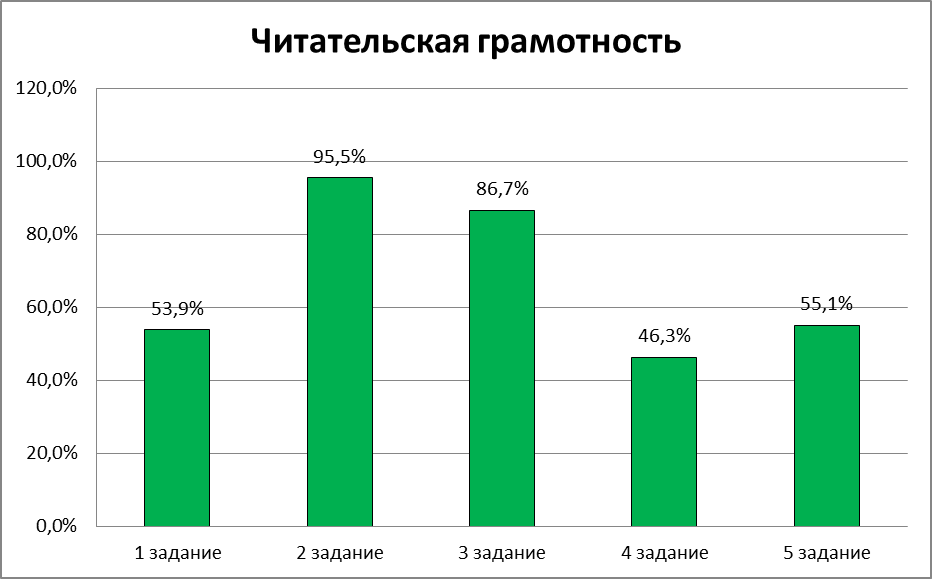 Читательская грамотность
120,0%
100,0%
80,0%
60,0%
40,0%
20,0%
0,0%
53,9%
95,5%
86,7%
46,3%
55,1%
1 задание
2 задание
3 задание
4 задание
5 задание